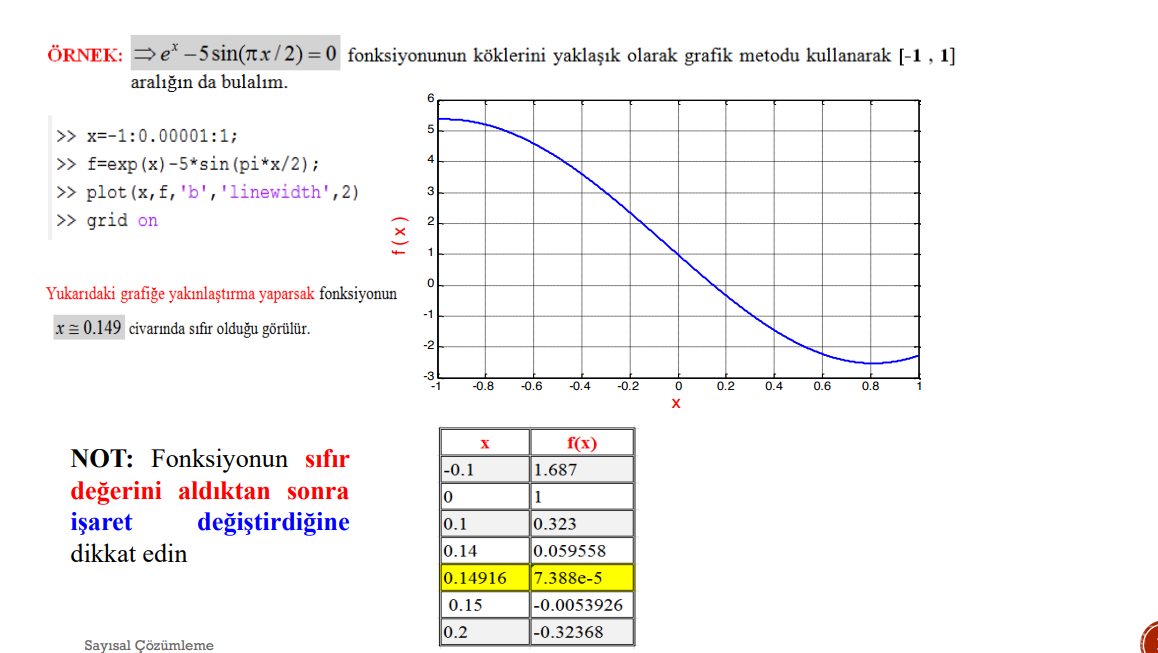 ÖRNEK: ⇒ eˣ − 5 sin(π x / 2) = 0 fonksiyonunun köklerini yaklaşık olarak grafik metodu kullanarak [-1 , 1]
aralığın da bulalım.
>> x=-1:0.00001:1;
>> f=exp(x)-5*sin(pi*x/2);
>> plot(x,f,'b','linewidth',2)
>> grid on
Yukarıdaki grafiğe yakınlaştırma yaparsak fonksiyonun
x ≅ 0.149 civarında sıfır olduğu görülür.
6
5
4
3
2
1
0
-1
-2
-3
f ( x )
-1 -0.8 -0.6 -0.4 -0.2 0 0.2 0.4 0.6 0.8 1
x
NOT: Fonksiyonun sıfır
değerini aldıktan sonra
işaret değiştirdiğine
dikkat edin
x f(x)
-0.1 1.687
0 1
0.1 0.323
0.14 0.059558
0.14916 7.388e-5
0.15 -0.0053926
0.2 -0.32368
Sayısal Çözümleme